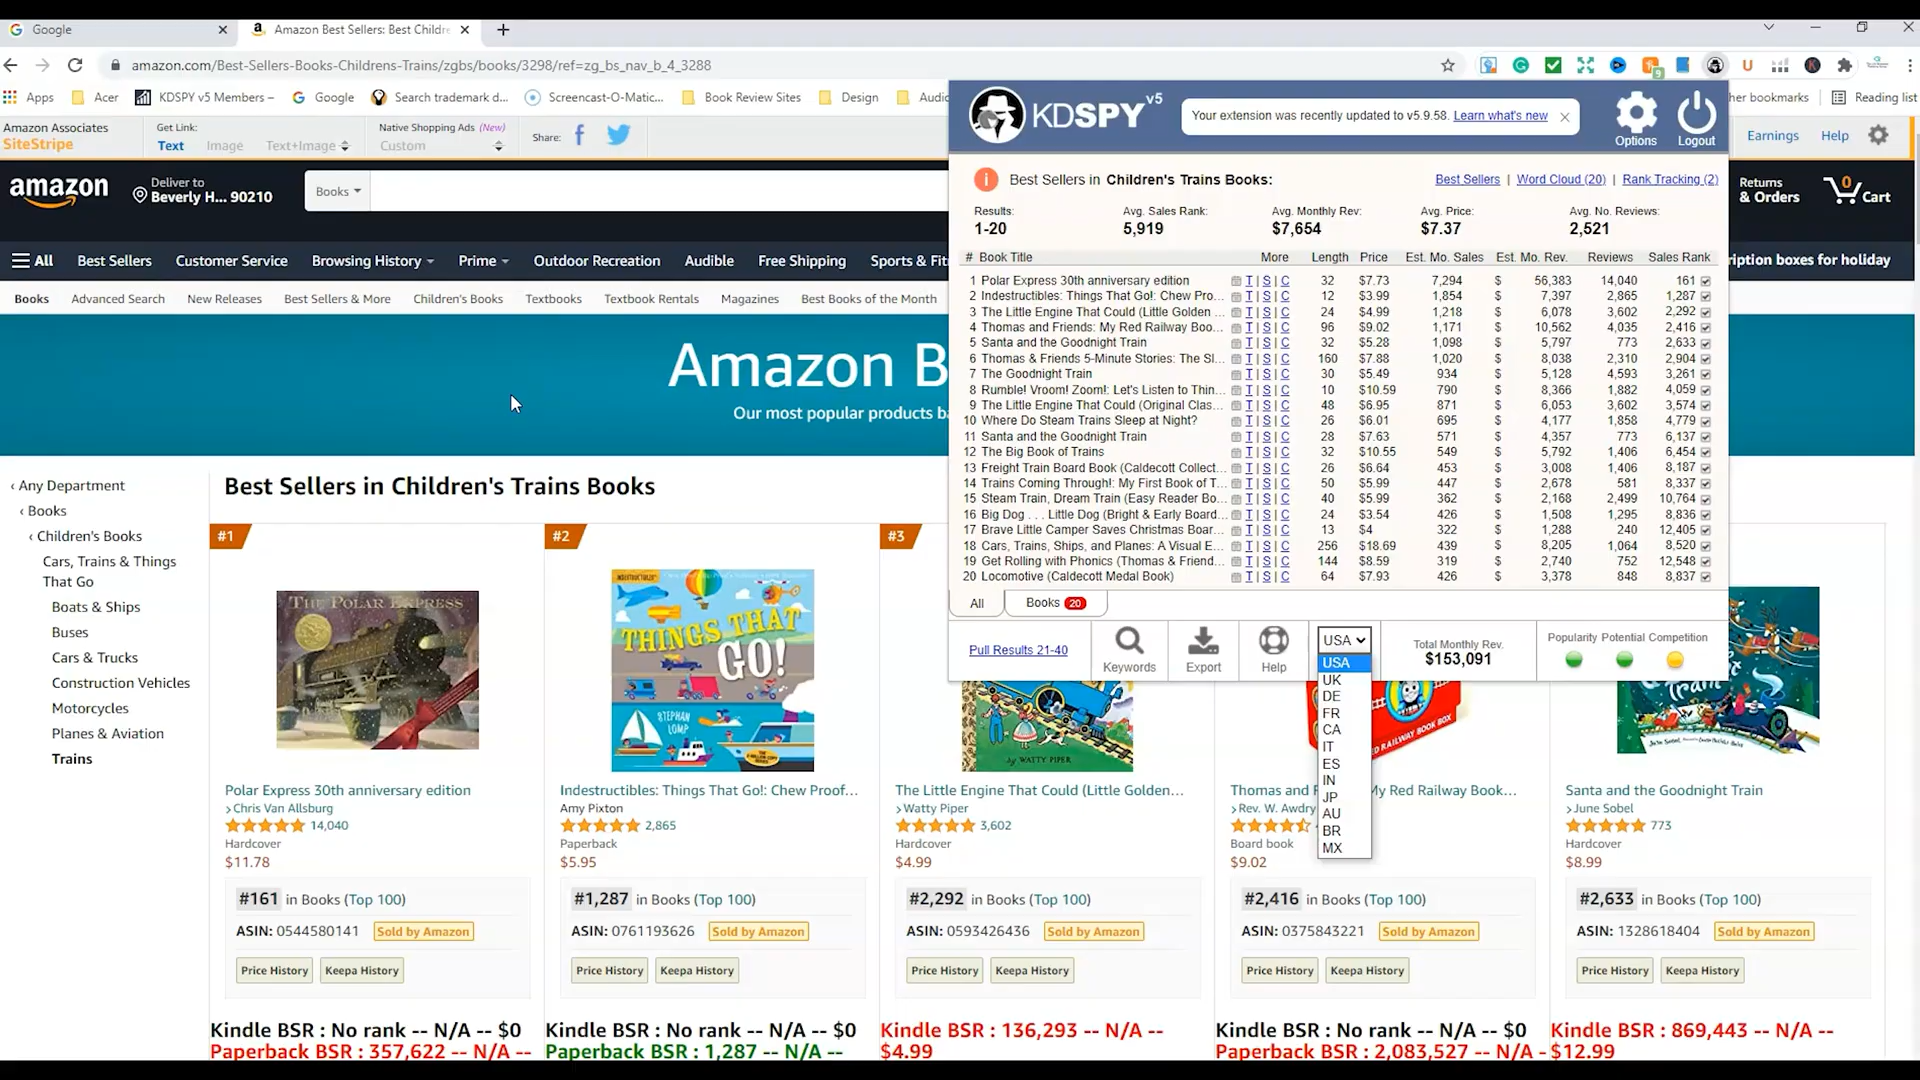 Google
Amazon Best Sellers: Best Childre
amazon.com/Best-Sellers-Books-Childrens-Trains/zgbs/books/3298/ref=zg_bs_nav_b_4_3288
Apps Acer KDSPY v5 Members – Google Search trademark d... Screencast-O-Matic... Book Review Sites Design Audio her bookmarks Reading list
Amazon Associates
SiteStripe
Get Link:
Text Image Text+Image
Native Shopping Ads (New)
Custom
Share:
Earnings Help
amazon
Deliver to
Beverly H... 90210
Books
Returns
& Orders
0
Cart
All Best Sellers Customer Service Browsing History Prime Outdoor Recreation Audible Free Shipping Sports & Fit ription boxes for holiday
Books Advanced Search New Releases Best Sellers & More Children's Books Textbooks Textbook Rentals Magazines Best Books of the Month
Amazon B
Our most popular products ba
KDSPY v5
Your extension was recently updated to v5.9.58. Learn what's new
Options Logout
Best Sellers in Children's Trains Books:
Best Sellers | Word Cloud (20) | Rank Tracking (2)
Results: Avg. Sales Rank: Avg. Monthly Rev: Avg. Price: Avg. No. Reviews:
1-20 5,919 $7,654 $7.37 2,521
# Book Title More Length Price Est. Mo. Sales Est. Mo. Rev. Reviews Sales Rank
1 Polar Express 30th anniversary edition T | S | C 32 $7.73 7,294 $ 56,383 14,040 161
2 Indestructibles: Things That Go!: Chew Pro... T | S | C 12 $3.99 1,854 $ 7,397 2,865 1,287
3 The Little Engine That Could (Little Golden ... T | S | C 24 $4.99 1,218 $ 6,078 3,602 2,292
4 Thomas and Friends: My Red Railway Boo... T | S | C 96 $9.02 1,171 $ 10,562 4,035 2,416
5 Santa and the Goodnight Train T | S | C 32 $5.28 1,098 $ 5,797 773 2,633
6 Thomas & Friends 5-Minute Stories: The Sl... T | S | C 160 $7.88 1,020 $ 8,038 2,310 2,904
7 The Goodnight Train T | S | C 30 $5.49 934 $ 5,128 4,593 3,261
8 Rumble! Vroom! Zoom!: Let's Listen to Thin... T | S | C 10 $10.59 790 $ 8,366 1,882 4,059
9 The Little Engine That Could (Original Clas... T | S | C 48 $6.95 871 $ 6,053 3,602 3,574
10 Where Do Steam Trains Sleep at Night? T | S | C 26 $6.01 695 $ 4,177 1,858 4,779
11 Santa and the Goodnight Train T | S | C 28 $7.63 571 $ 4,357 773 6,137
12 The Big Book of Trains T | S | C 32 $10.55 549 $ 5,792 1,406 6,454
13 Freight Train Board Book (Caldecott Collect... T | S | C 26 $6.64 453 $ 3,008 1,406 8,187
14 Trains Coming Through!: My First Book of T... T | S | C 50 $5.99 447 $ 2,678 581 8,337
15 Steam Train, Dream Train (Easy Reader Bo... T | S | C 40 $5.99 362 $ 2,168 2,499 10,764
16 Big Dog . . . Little Dog (Bright & Early Board... T | S | C 24 $3.54 426 $ 1,508 1,295 8,836
17 Brave Little Camper Saves Christmas Boar... T | S | C 13 $4 322 $ 1,288 240 12,405
18 Cars, Trains, Ships, and Planes: A Visual E... T | S | C 256 $18.69 439 $ 8,205 1,064 8,520
19 Get Rolling with Phonics (Thomas & Friend... T | S | C 144 $8.59 319 $ 2,740 752 12,548
20 Locomotive (Caldecott Medal Book) T | S | C 64 $7.93 426 $ 3,378 848 8,837
All Books 20
Pull Results 21-40 Keywords Export Help USA
Total Monthly Rev.
$153,091
Popularity Potential Competition
USA
UK
DE
FR
CA
IT
ES
IN
JP
AU
BR
MX
‹ Any Department
‹ Books
‹ Children's Books
Cars, Trains & Things
That Go
Boats & Ships
Buses
Cars & Trucks
Construction Vehicles
Motorcycles
Planes & Aviation
Trains
Best Sellers in Children's Trains Books
#1
THE POLAR EXPRESS
Polar Express 30th anniversary edition
›Chris Van Allsburg
14,040
Hardcover
$11.78
#161 in Books (Top 100)
ASIN: 0544580141 Sold by Amazon
Price History Keepa History
Kindle BSR : No rank -- N/A -- $0
Paperback BSR : 357,622 -- N/A --
#2
INDESTRUCTIBLES
THINGS THAT
GO!
STEPHAN
LOMP
Indestructibles: Things That Go!: Chew Proof...
Amy Pixton
2,865
Paperback
$5.95
#1,287 in Books (Top 100)
ASIN: 0761193626 Sold by Amazon
Price History Keepa History
Kindle BSR : No rank -- N/A -- $0
Paperback BSR : 1,287 -- N/A --
#3
by WATTY PIPER
The Little Engine That Could (Little Golden...
›Watty Piper
3,602
Hardcover
$4.99
#2,292 in Books (Top 100)
ASIN: 0593426436 Sold by Amazon
Price History Keepa History
Kindle BSR : 136,293 -- N/A --
$4.99
ED RAILWAY BOOK BOX
Thomas and F My Red Railway Book...
›Rev. W. Awdry
Board book
$9.02
#2,416 in Books (Top 100)
ASIN: 0375843221 Sold by Amazon
Price History Keepa History
Kindle BSR : No rank -- N/A -- $0
Paperback BSR : 2,083,527 -- N/A -
Train
Santa and the Goodnight Train
›June Sobel
773
Hardcover
$8.99
#2,633 in Books (Top 100)
ASIN: 1328618404 Sold by Amazon
Price History Keepa History
Kindle BSR : 869,443 -- N/A --
$12.99